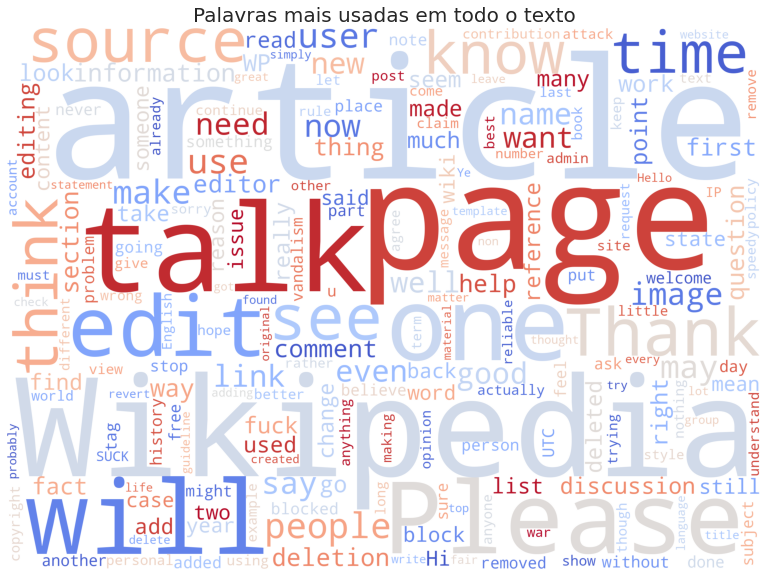 Palavras mais usadas em todo o texto
source
read
user
know
contribution
attack
time
website
WP
simply
note
new
look
information
great
let
post
seem
come
many
work
text
leave
last
remove
article
editing
content
never
someone
already
continue
need
something
rule
place
now
made
claim
name
book
keep
point
want
much
number
best
admin
first
use
thing
account
statement
make
editor
other
said
wiki
Ye
Hello
IP
request
speedy
policy
talk
page
think
section
problem
take
sorry
reason
issue
really
part
agree
template
message
non
reference
site
state
question
must
going
give
vandalism
u
well
help
put
welcome
image
check
different
wrong
got
found
original
matter
material
reliable
thought
little
edit
see
one
Thank
English
hope
comment
term
view
stop
rather
even
back
actually
ask
every
may
day
find
world
revert
way
link
adding
better
change
believe
good
word
feel
try
right
lot
mean
nothing
group
understand
probably
tag
SUCK
history
free
guideline
fuck
used
created
anything
making
opinion
person
UTC
trying
deleted
style
Wikipedia
will
Please
copyright
fact
life
case
might
two
add
year
say
go
example
blocked
people
long
sure
block
top
Hi
anyone
list
war
discussion
though
language
still
subject
title
another
delete
personal
added
using
deletion
write
fair
removed
show
without
done